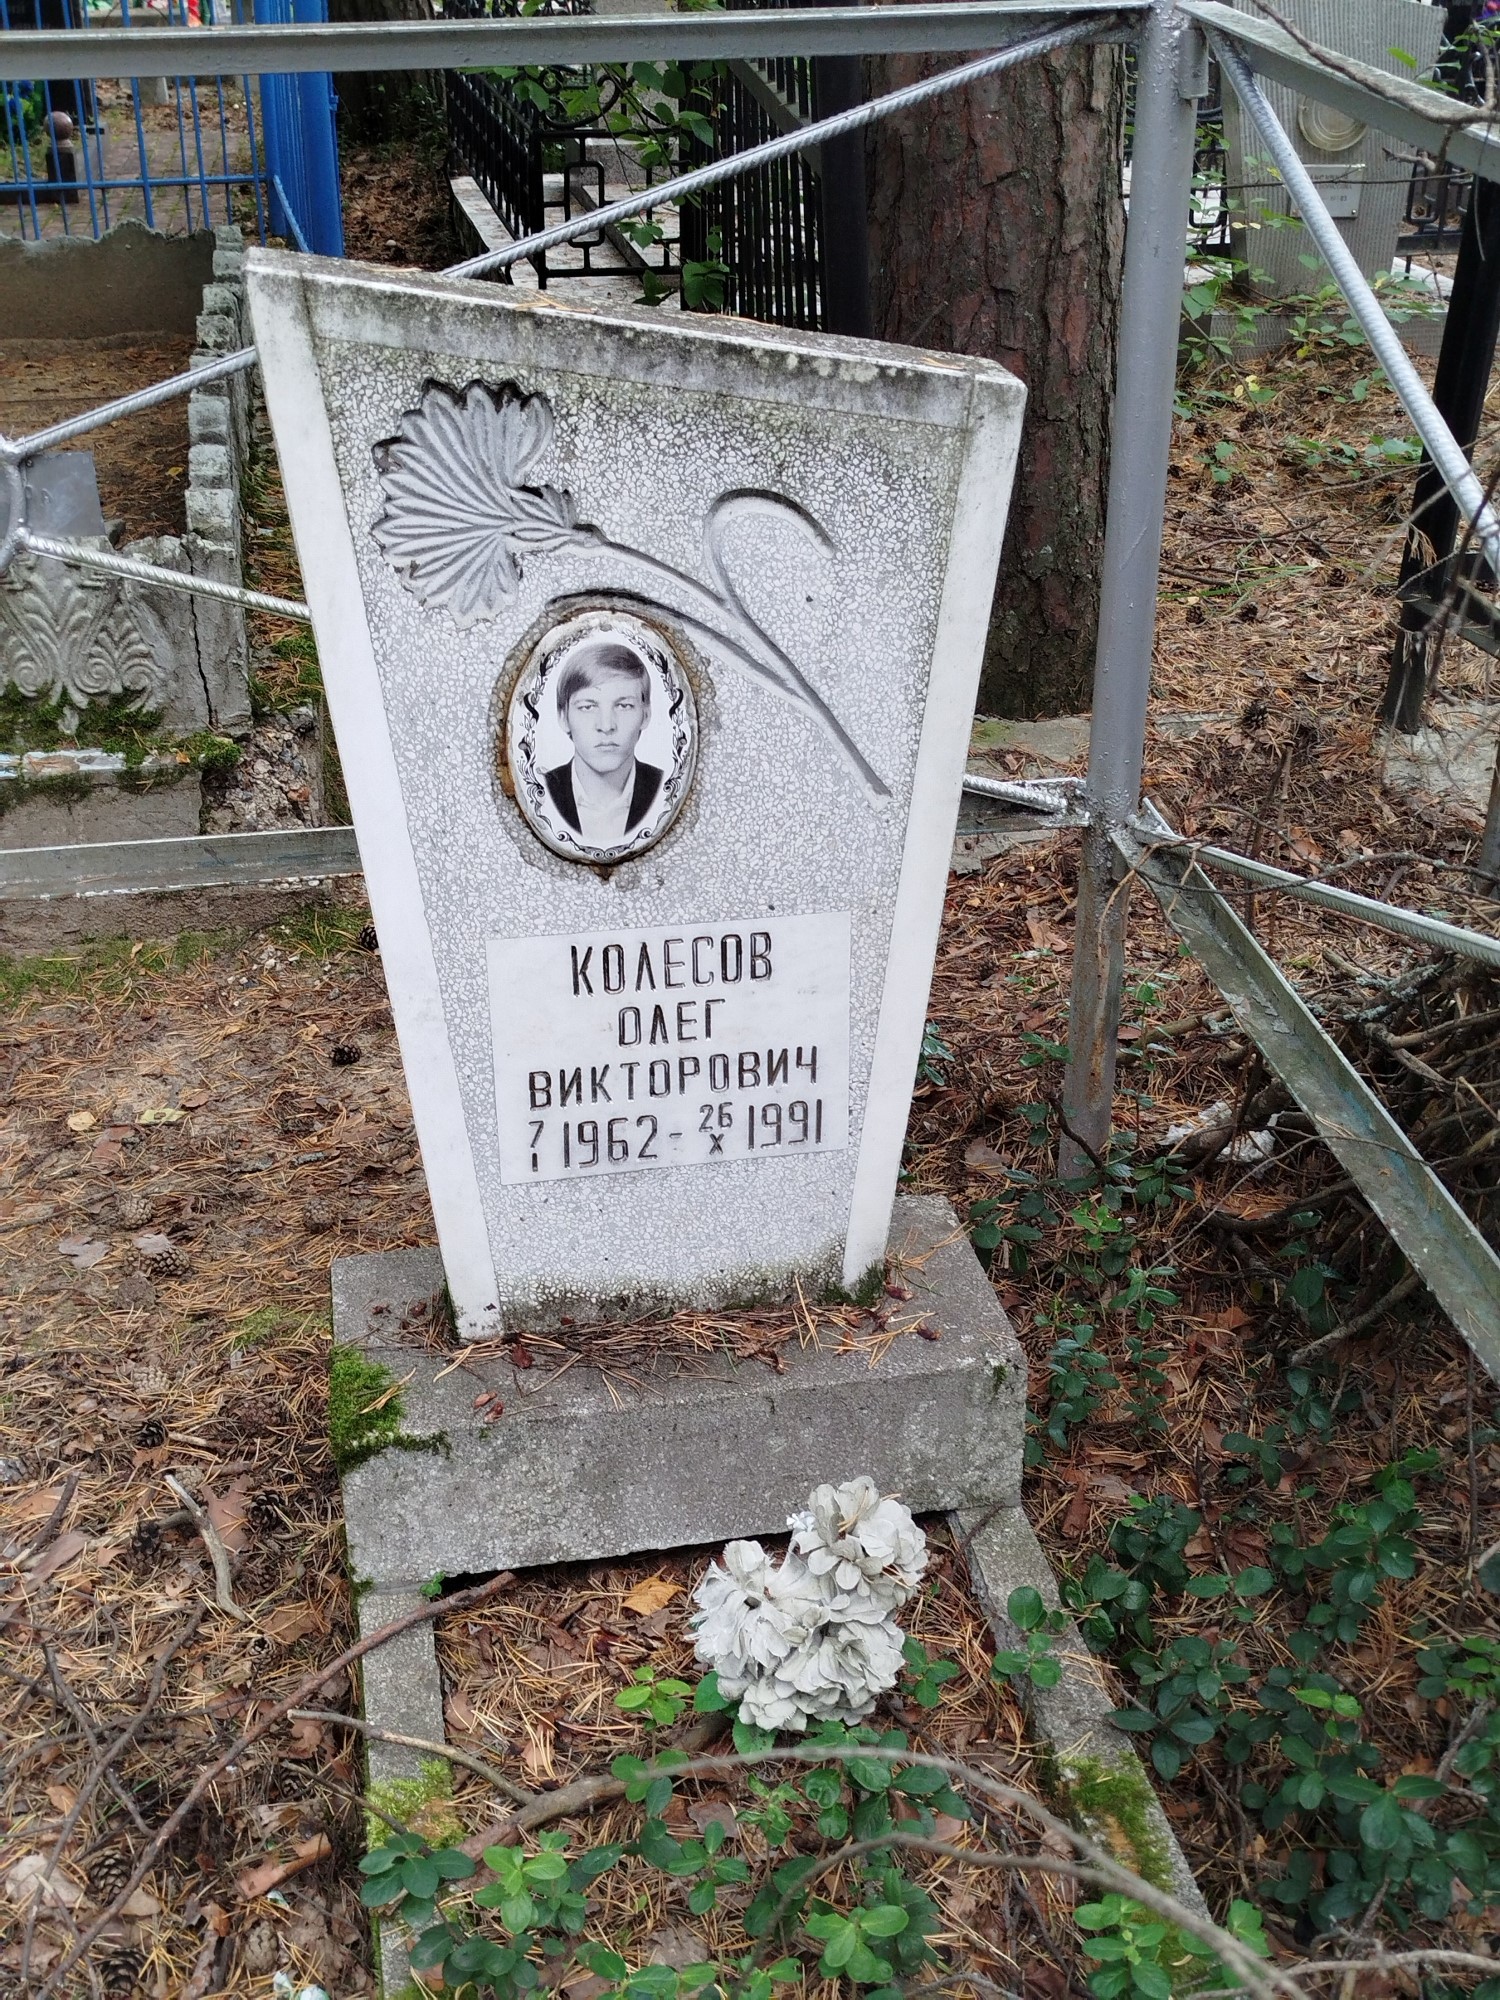 КОЛЕСОВ
ОЛЕГ
ВИКТОРОВИЧ
7/I 1962 - 26/X 1991